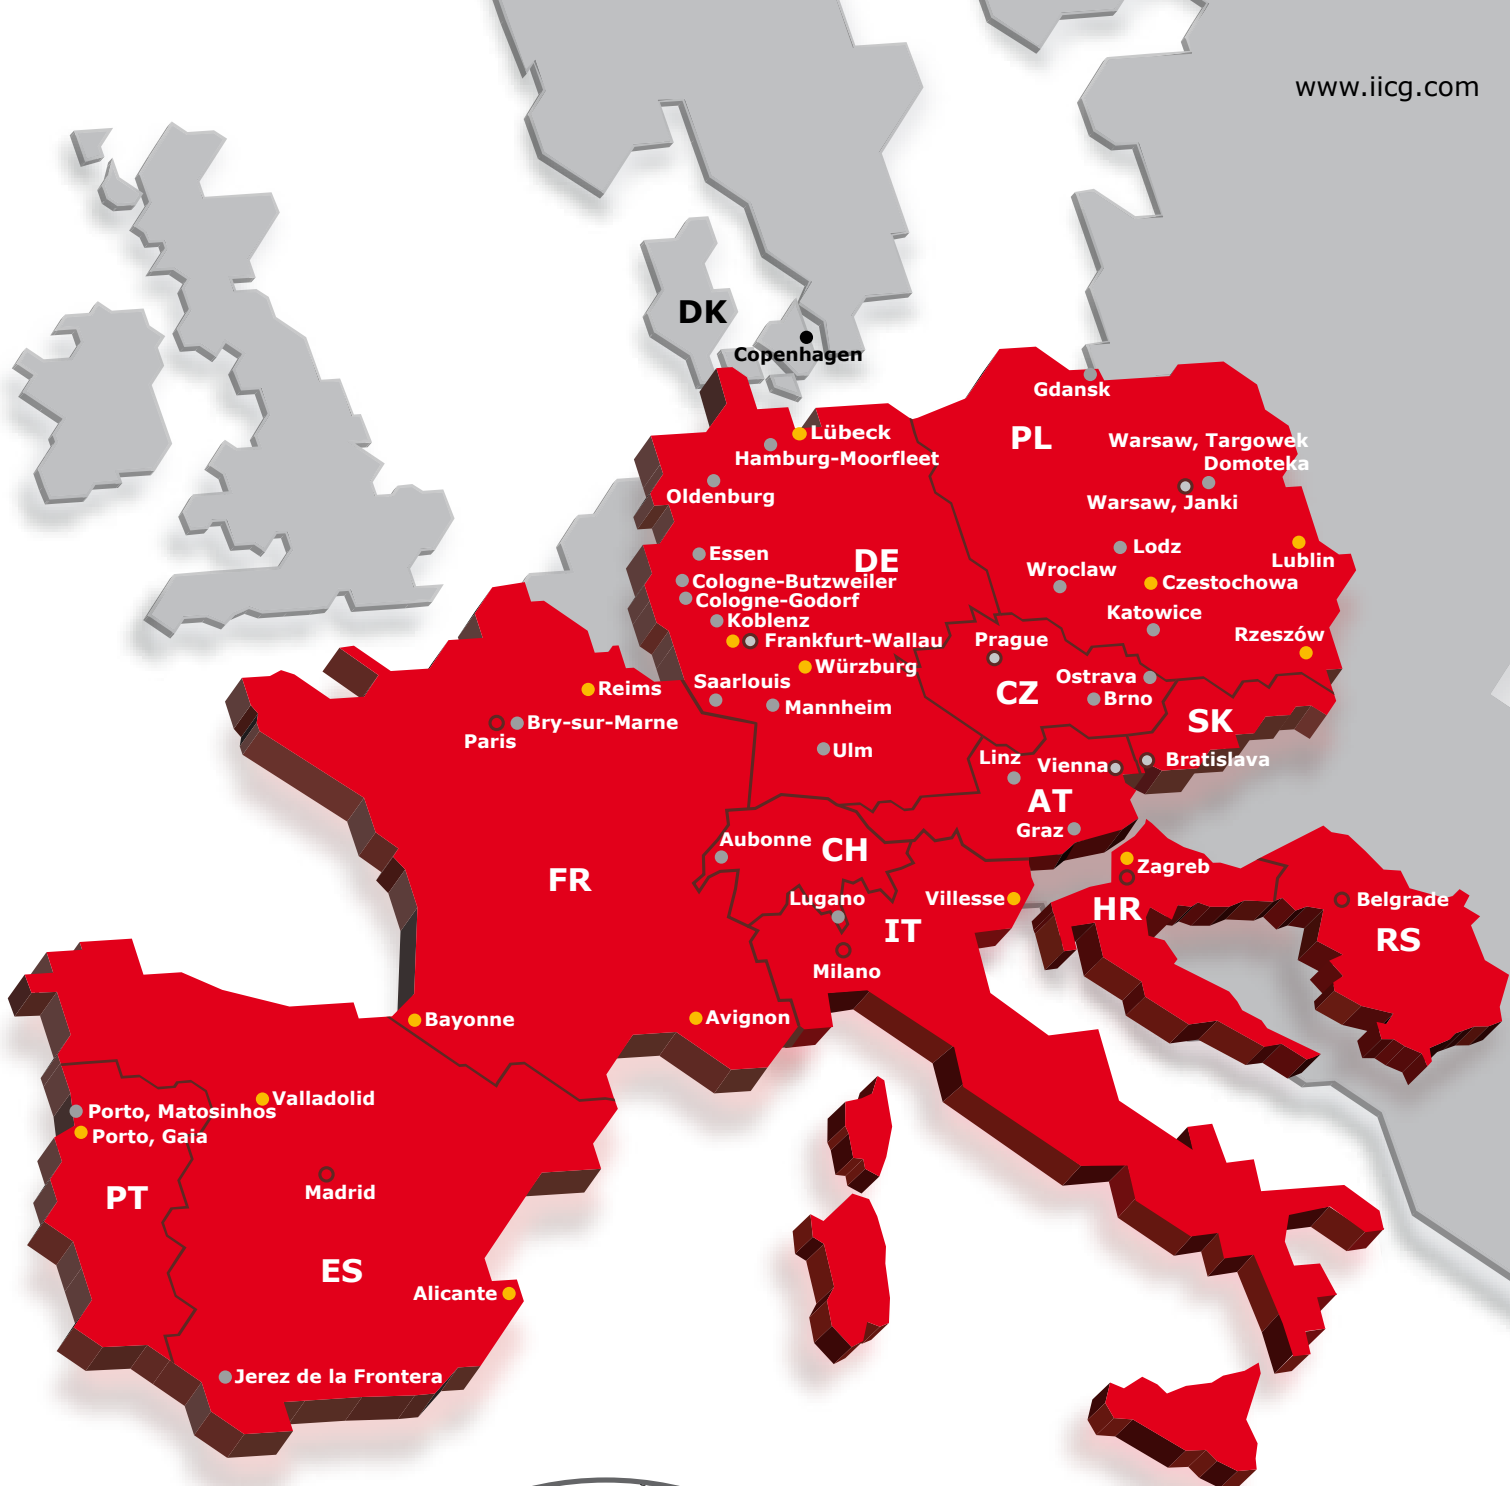 www.iicg.com
DK
Copenhagen
Gdansk
PL
Lübeck
Hamburg-Moorfleet
Warsaw, Targowek
Domoteka
Oldenburg
Warsaw, Janki
Essen
DE
Lodz
Lublin
Wroclaw
Cologne-Butzweiler
Czestochowa
Cologne-Godorf
Koblenz
Katowice
Frankfurt-Wallau
Prague
Rzeszów
Würzburg
Saarlouis
Ostrava
Reims
CZ
Brno
Mannheim
Bry-sur-Marne
Paris
SK
Ulm
Linz
Vienna
Bratislava
AT
Graz
Aubonne
CH
Zagreb
FR
Lugano
Villesse
Belgrade
HR
IT
RS
Milano
Bayonne
Avignon
Valladolid
Porto, Matosinhos
Porto, Gaia
Madrid
PT
ES
Alicante
Jerez de la Frontera